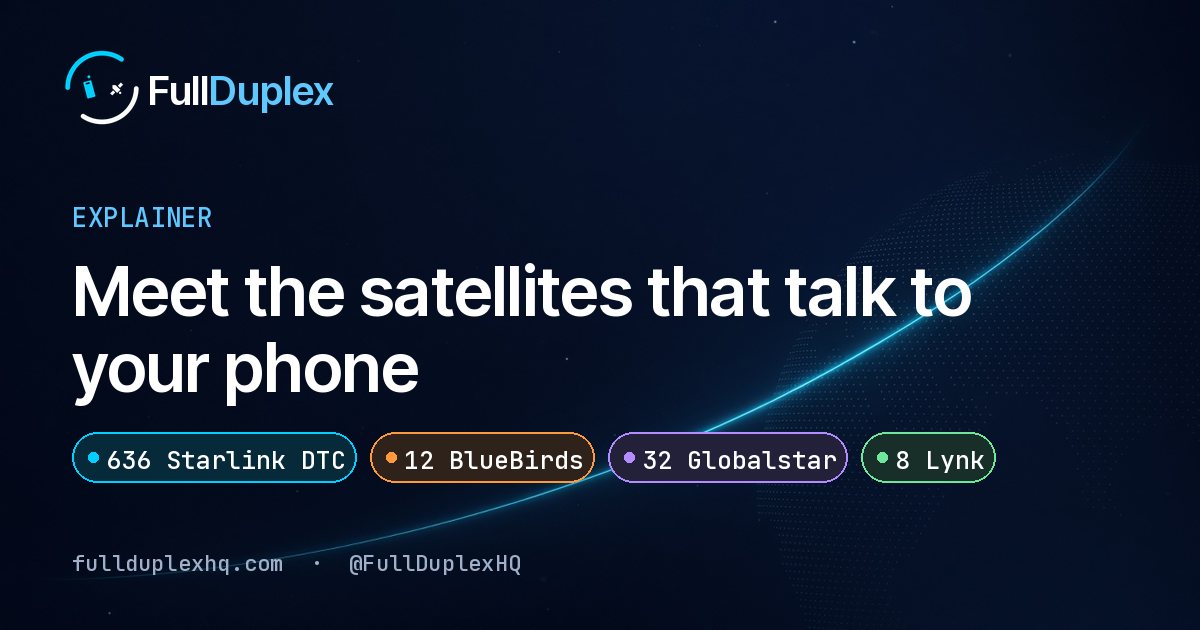 FullDuplex
EXPLAINER
Meet the satellites that talk to
your phone
636 Starlink DTC
12 BlueBirds
32 Globalstar
8 Lynk
fullduplexhq.com · @FullDuplexHQ